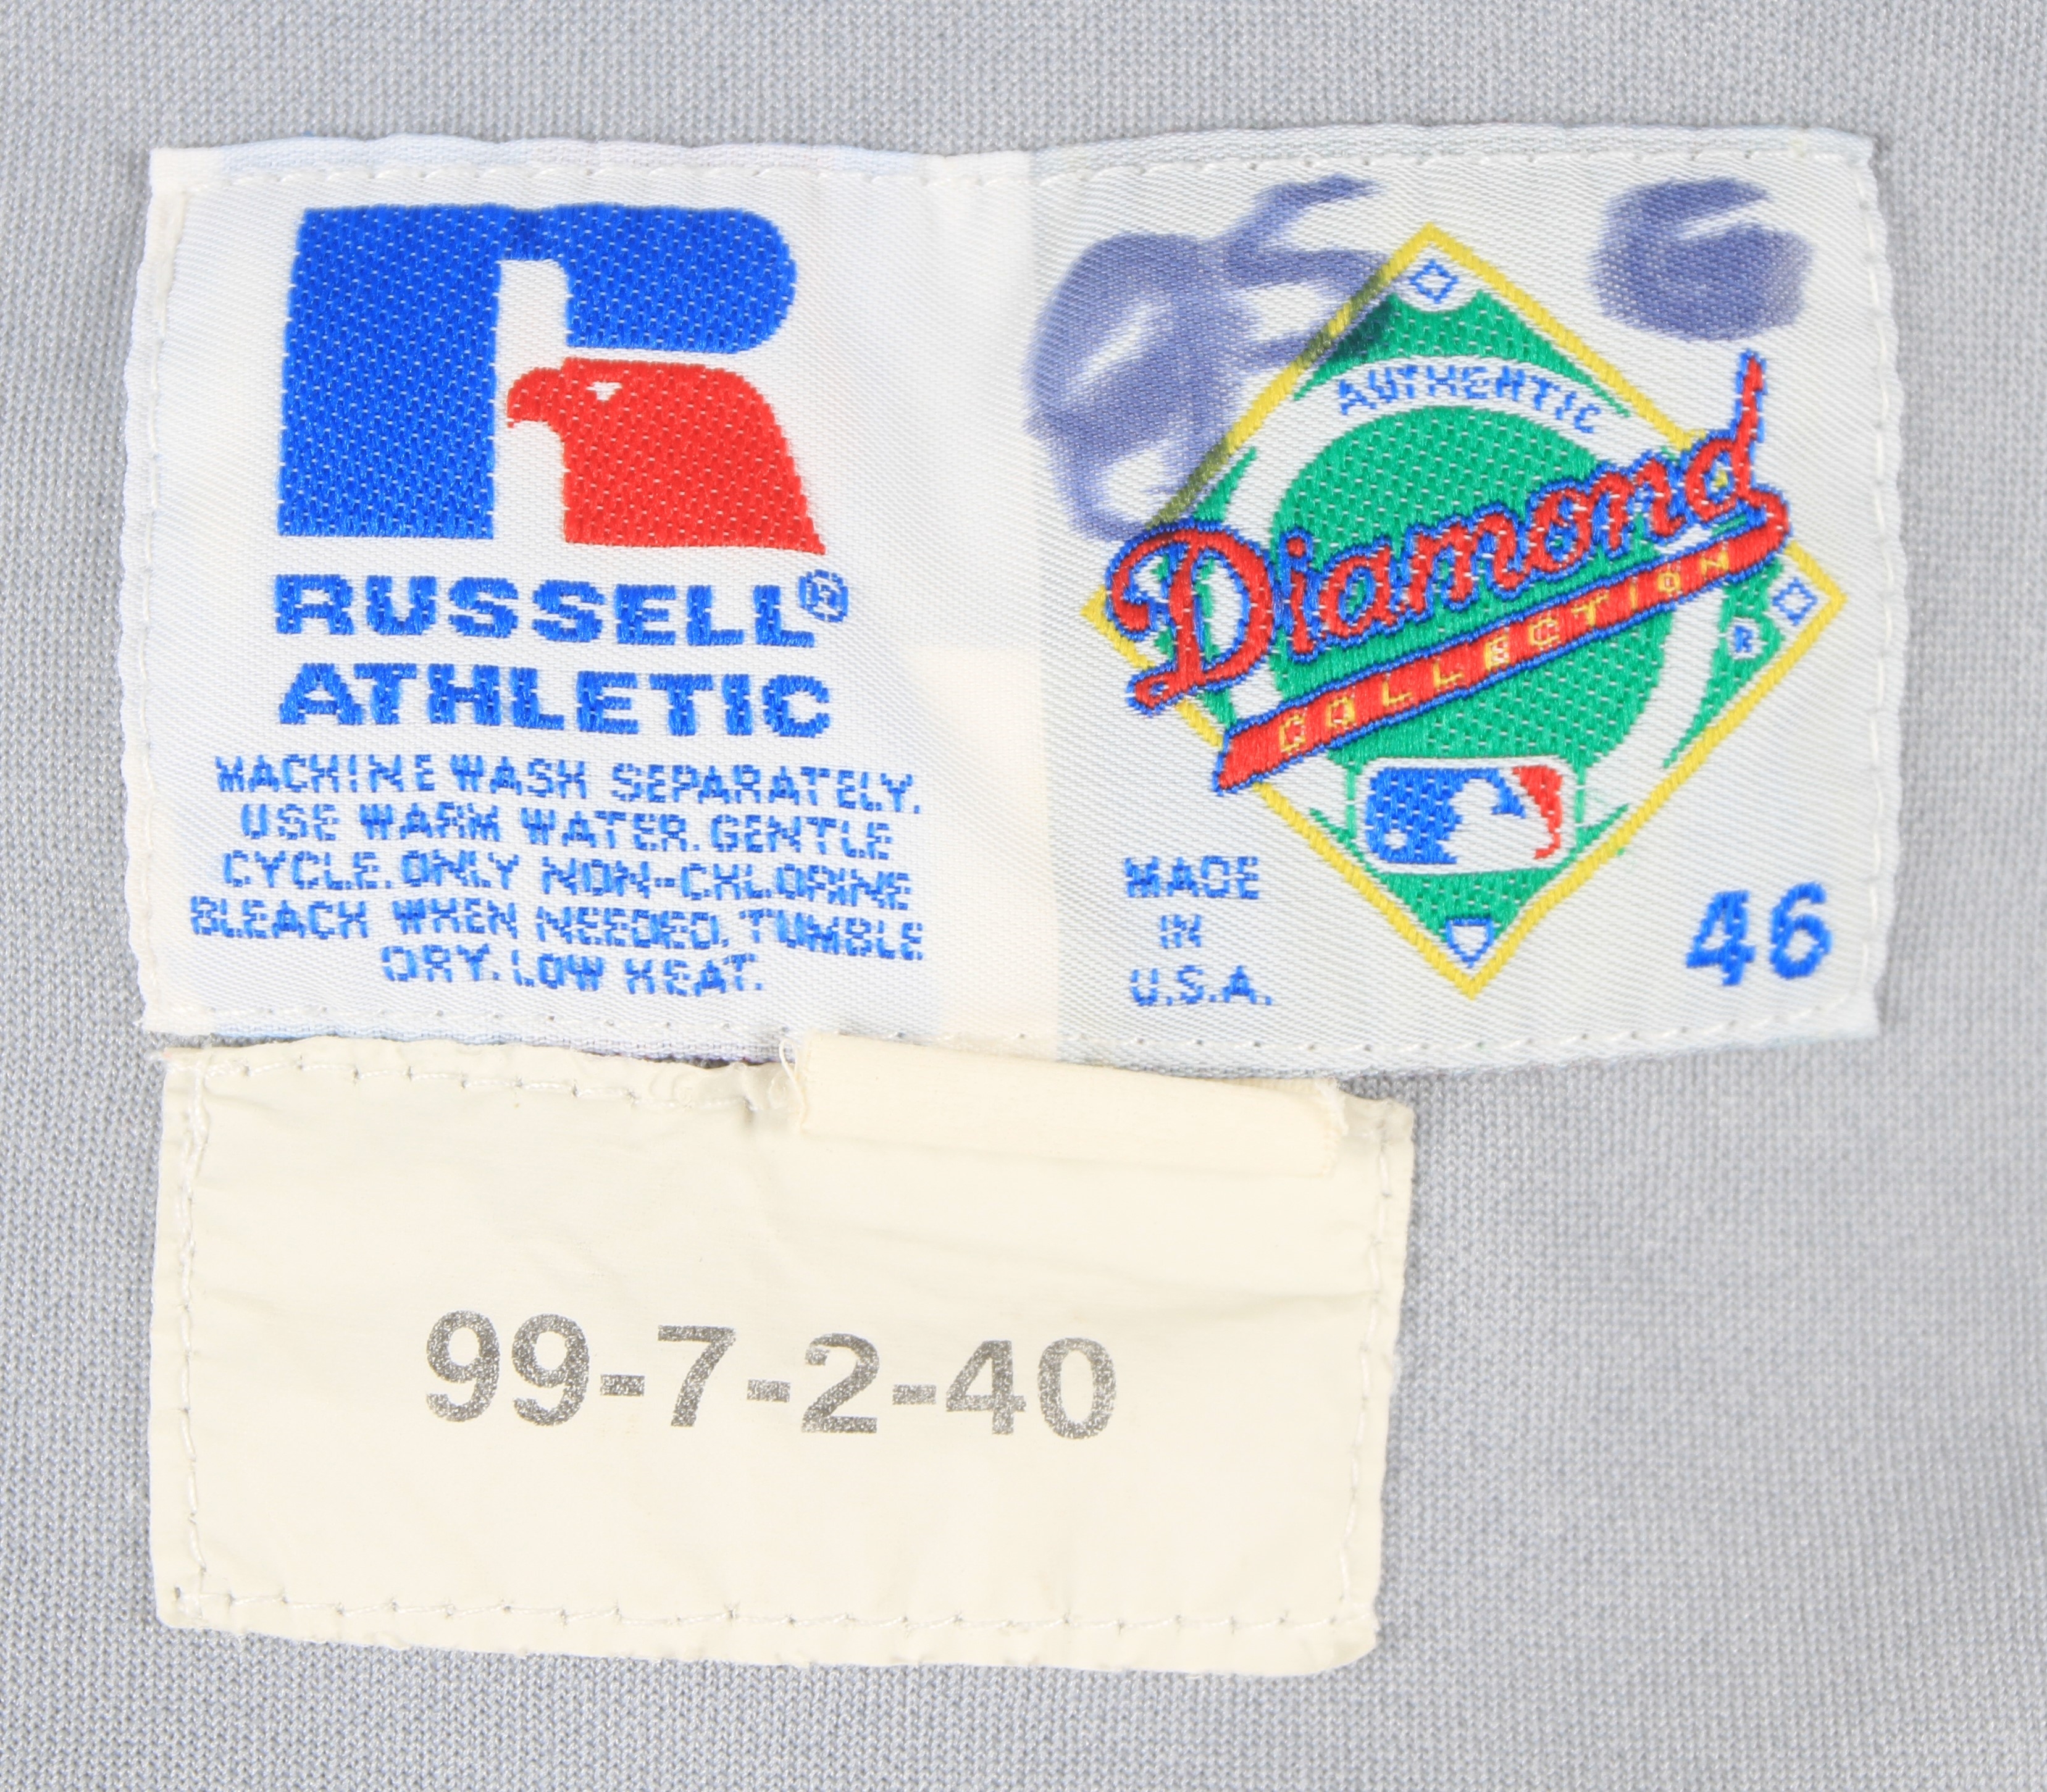 RUSSELL®
ATHLETIC
MACHINE WASH SEPARATELY.
USE WARM WATER. GENTLE
CYCLE. ONLY NON-CHLORINE
BLEACH WHEN NEEDED. TUMBLE
DRY. LOW HEAT.
AUTHENTIC
Diamond
COLLECTION
®
MADE
IN
U.S.A.
46
99-7-2-40